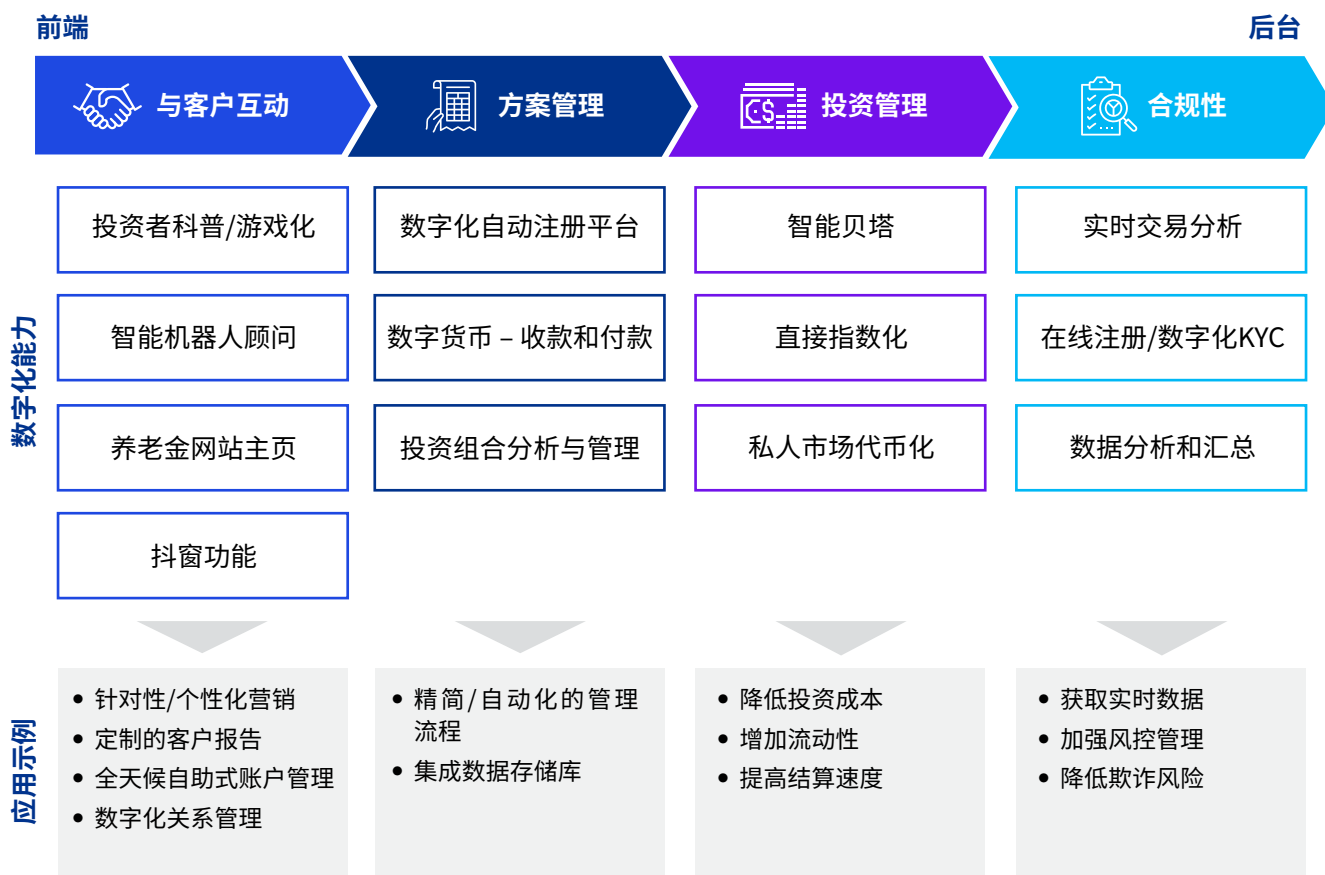 前端
后台
与客户互动
方案管理
投资管理
合规性
数字化能力
投资者科普/游戏化
数字化自动注册平台
智能贝塔
实时交易分析
智能机器人顾问
数字货币 – 收款和付款
直接指数化
在线注册/数字化KYC
养老金网站主页
投资组合分析与管理
私人市场代币化
数据分析和汇总
抖窗功能
应用示例
• 针对性/个性化营销
• 定制的客户报告
• 全天候自助式账户管理
• 数字化关系管理
• 精简/自动化的管理
流程
• 集成数据存储库
• 降低投资成本
• 增加流动性
• 提高结算速度
• 获取实时数据
• 加强风控管理
• 降低欺诈风险